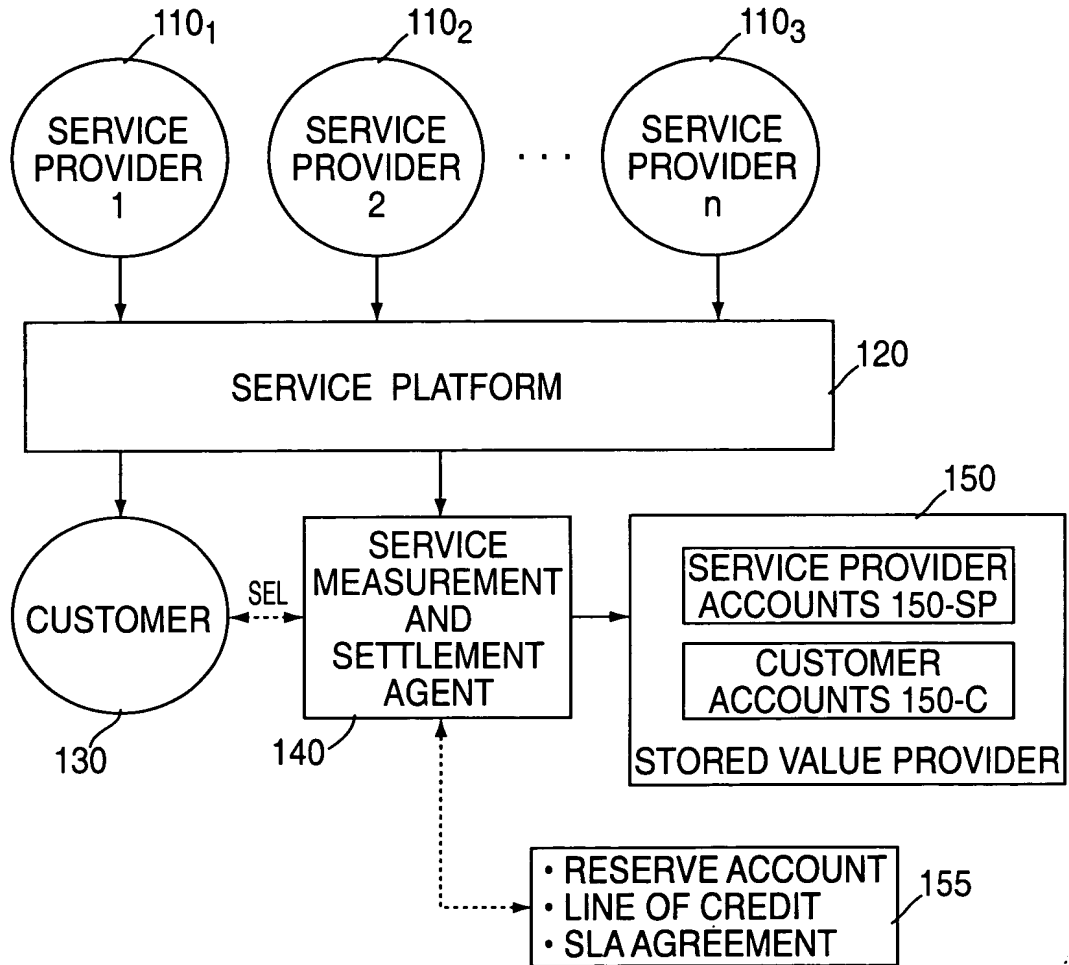 110₁
110₂
110₃
SERVICE
PROVIDER
1
SERVICE
PROVIDER
2
. . .
SERVICE
PROVIDER
n
120
SERVICE PLATFORM
150
CUSTOMER
SEL
SERVICE
MEASUREMENT
AND
SETTLEMENT
AGENT
SERVICE PROVIDER
ACCOUNTS 150-SP
CUSTOMER
ACCOUNTS 150-C
STORED VALUE PROVIDER
130
140
• RESERVE ACCOUNT
• LINE OF CREDIT
• SLA AGREEMENT
155